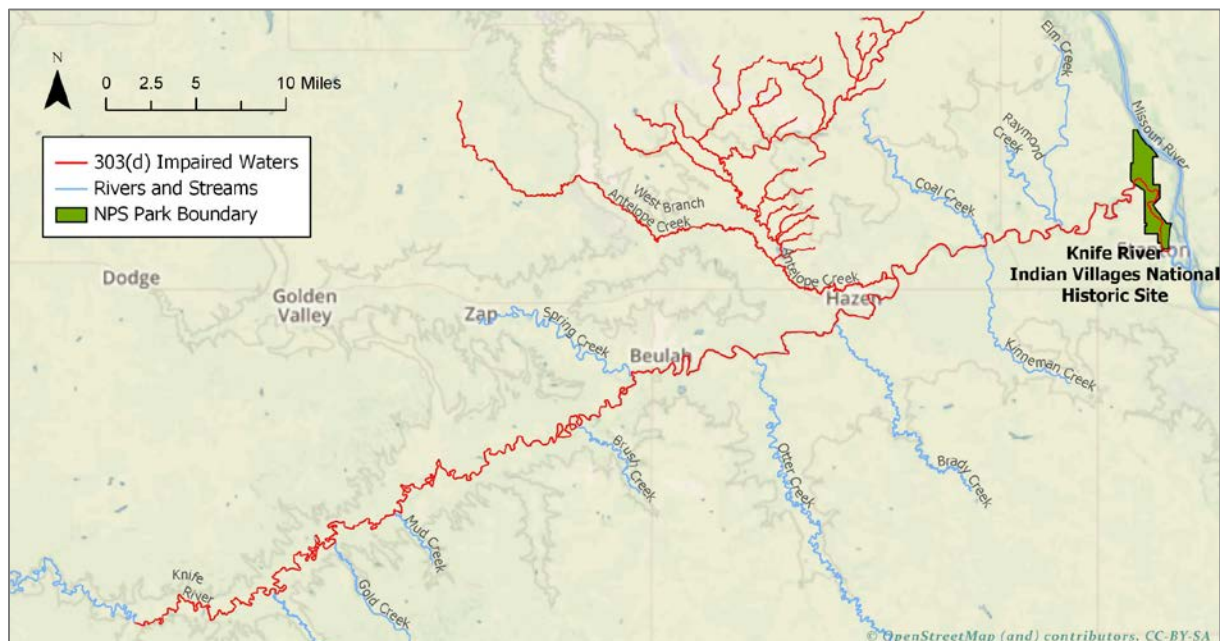 N
0 2.5 5 10 Miles
303(d) Impaired Waters
Rivers and Streams
NPS Park Boundary
Elm Creek
Missouri River
Raymond
Creek
Coal Creek
West Branch
Antelope Creek
Antelope Creek
Stanton
Knife River
Indian Villages National
Historic Site
Dodge
Golden
Valley
Zap
Spring Creek
Hazen
Beulah
Kinneman Creek
Brush Creek
Otter Creek
Brady Creek
Mud Creek
Knife
River
Gold Creek
© OpenStreetMap (and) contributors, CC-BY-SA